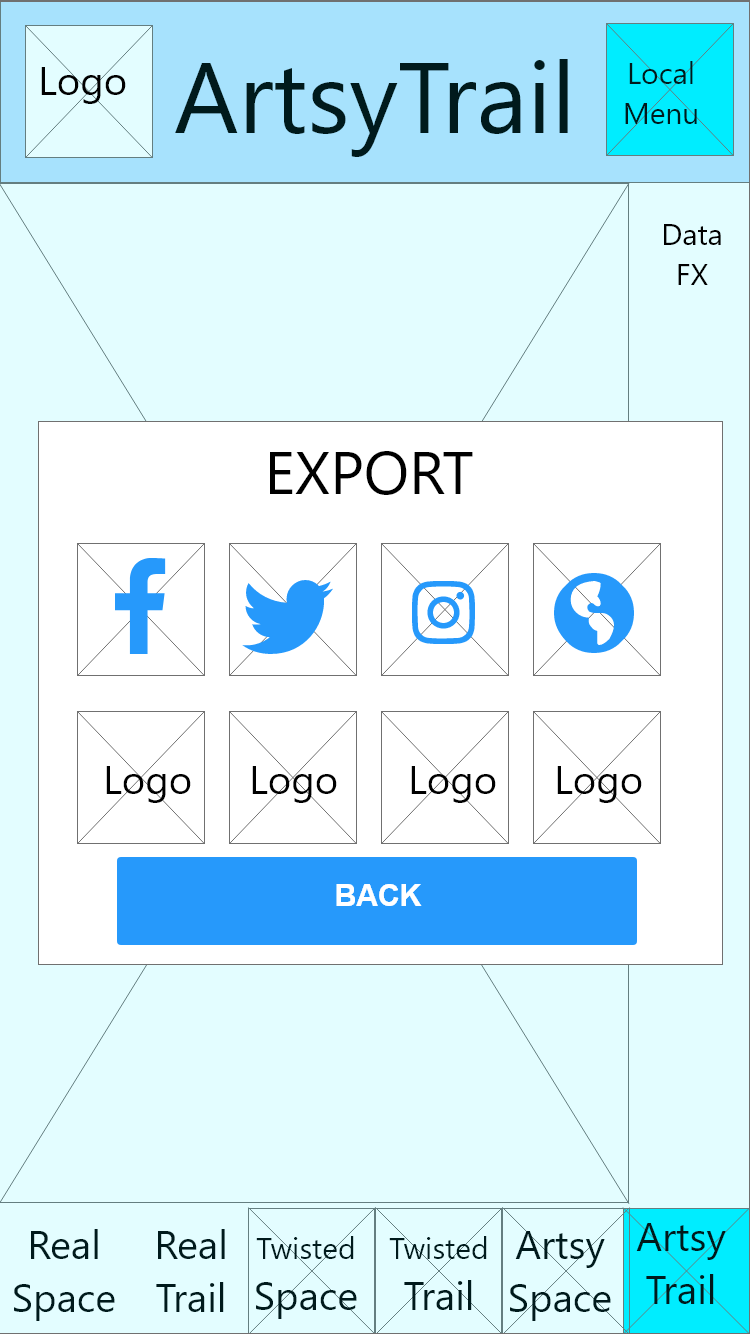 Logo
ArtsyTrail
Local
Menu
Data
FX
EXPORT
Logo
Logo
Logo
Logo
BACK
Real
Space
Real
Trail
Twisted
Space
Twisted
Trail
Artsy
Space
Artsy
Trail